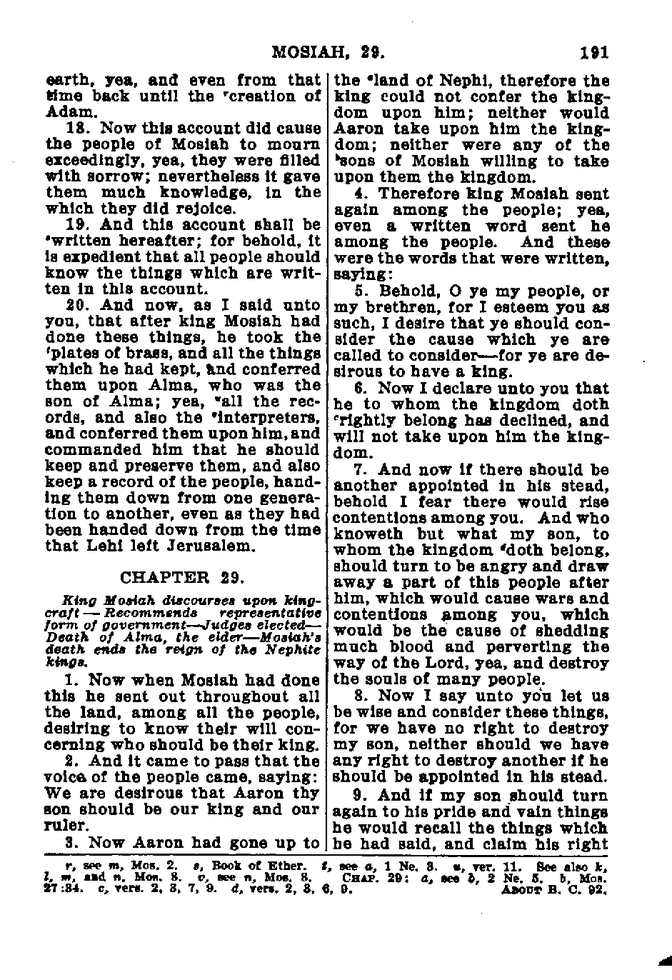 MOSIAH, 29. 191
earth, yea, and even from that
time back until the ʳcreation of
Adam.
18. Now this account did cause
the people of Mosiah to mourn
exceedingly, yea, they were filled
with sorrow; nevertheless it gave
them much knowledge, in the
which they did rejoice.
19. And this account shall be
ˢwritten hereafter; for behold, it
is expedient that all people should
know the things which are writ-
ten in this account.
20. And now, as I said unto
you, that after king Mosiah had
done these things, he took the
ᵗplates of brass, and all the things
which he had kept, and conferred
them upon Alma, who was the
son of Alma; yea, ᵘall the rec-
ords, and also the ᵛinterpreters,
and conferred them upon him, and
commanded him that he should
keep and preserve them, and also
keep a record of the people, hand-
ing them down from one genera-
tion to another, even as they had
been handed down from the time
that Lehi left Jerusalem.
CHAPTER 29.
King Mosiah discourses upon king-
craft — Recommends representative
form of government—Judges elected—
Death of Alma, the elder—Mosiah's
death ends the reign of the Nephite
kings.
1. Now when Mosiah had done
this he sent out throughout all
the land, among all the people,
desiring to know their will con-
cerning who should be their king.
2. And it came to pass that the
voice of the people came, saying:
We are desirous that Aaron thy
son should be our king and our
ruler.
3. Now Aaron had gone up to
the ᵃland of Nephi, therefore the
king could not confer the king-
dom upon him; neither would
Aaron take upon him the king-
dom; neither were any of the
ᵇsons of Mosiah willing to take
upon them the kingdom.
4. Therefore king Mosiah sent
again among the people; yea,
even a written word sent he
among the people. And these
were the words that were written,
saying:
5. Behold, O ye my people, or
my brethren, for I esteem you as
such, I desire that ye should con-
sider the cause which ye are
called to consider—for ye are de-
sirous to have a king.
6. Now I declare unto you that
he to whom the kingdom doth
ᶜrightly belong has declined, and
will not take upon him the king-
dom.
7. And now if there should be
another appointed in his stead,
behold I fear there would rise
contentions among you. And who
knoweth but what my son, to
whom the kingdom ᵈdoth belong,
should turn to be angry and draw
away a part of this people after
him, which would cause wars and
contentions among you, which
would be the cause of shedding
much blood and perverting the
way of the Lord, yea, and destroy
the souls of many people.
8. Now I say unto you let us
be wise and consider these things,
for we have no right to destroy
my son, neither should we have
any right to destroy another if he
should be appointed in his stead.
9. And if my son should turn
again to his pride and vain things
he would recall the things which
he had said, and claim his right
r, see m, Mos. 2. s, Book of Ether. t, see a, 1 Ne. 3. u, ver. 11. See also k,
l, m, and n, Mos. 8. v, see n, Mos. 8. CHAP. 29: a, see b, 2 Ne. 5. b, Mos.
27:34. c, vers. 2, 3, 7, 9. d, vers. 2, 3, 6, 9. ABOUT B. C. 92.